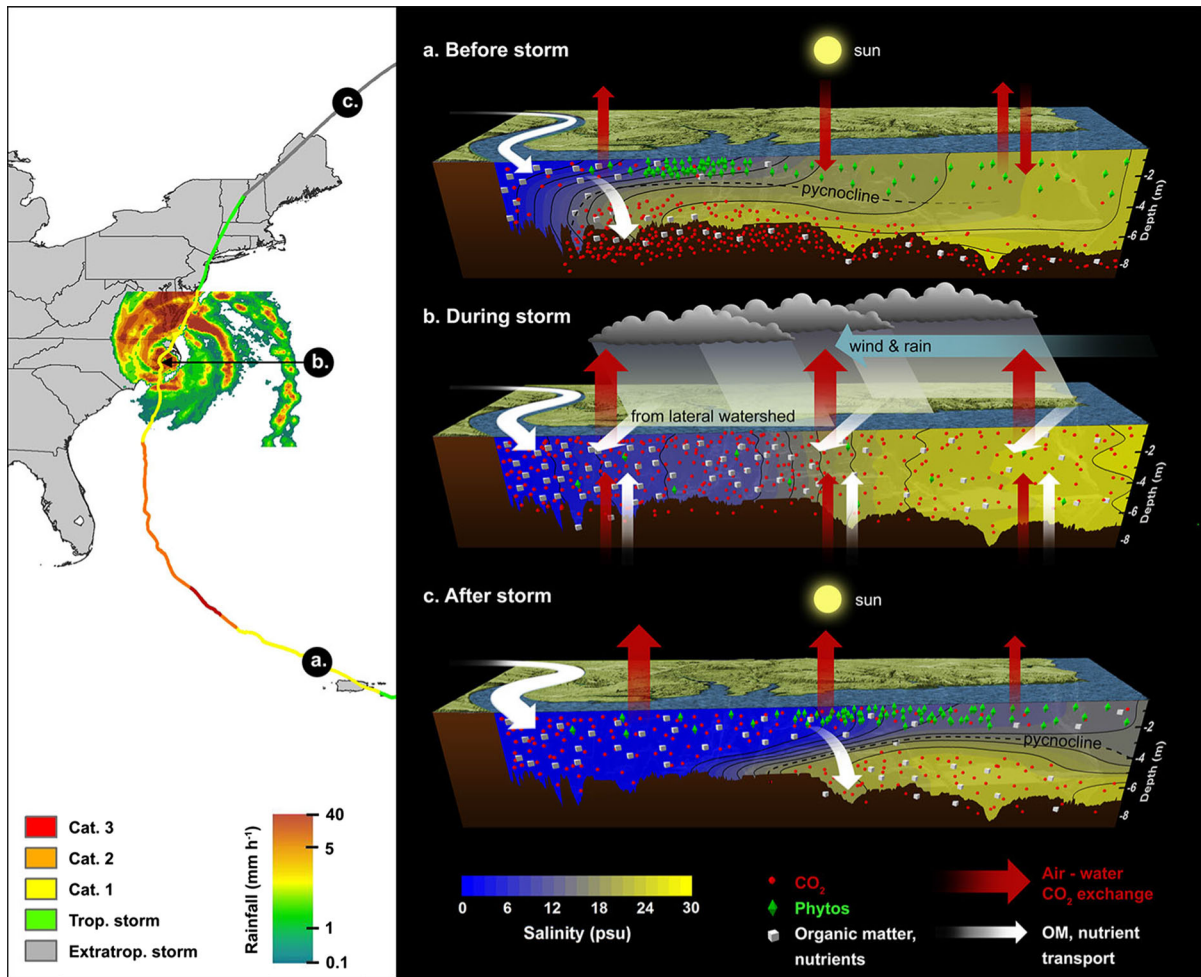 c.
b.
a.
Cat. 3
Cat. 2
Cat. 1
Trop. storm
Extratrop. storm
Rainfall (mm h⁻¹)
40
5
1
0.1
a. Before storm
sun
pycnocline
-2
-4
-6
-8
Depth (m)
b. During storm
wind & rain
from lateral watershed
-2
-4
-6
-8
Depth (m)
c. After storm
sun
pycnocline
-2
-4
-6
-8
Depth (m)
0 6 12 18 24 30
Salinity (psu)
CO₂
Phytos
Organic matter,
nutrients
Air - water
CO₂ exchange
OM, nutrient
transport